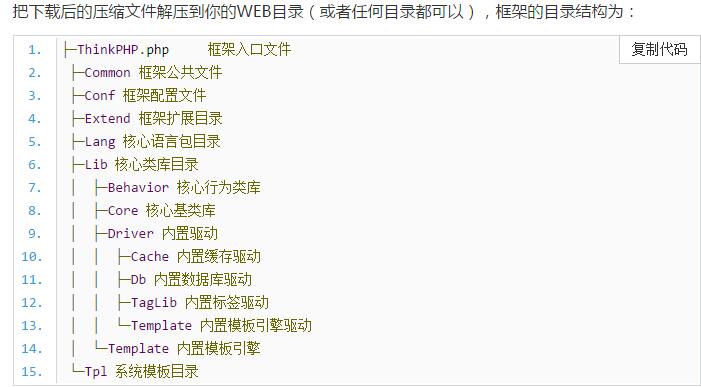 把下载后的压缩文件解压到你的WEB目录（或者任何目录都可以），框架的目录结构为：
复制代码
1. ├─ThinkPHP.php 框架入口文件
2. ├─Common 框架公共文件
3. ├─Conf 框架配置文件
4. ├─Extend 框架扩展目录
5. ├─Lang 核心语言包目录
6. ├─Lib 核心类库目录
7. │ ├─Behavior 核心行为类库
8. │ ├─Core 核心基类库
9. │ ├─Driver 内置驱动
10. │ │ ├─Cache 内置缓存驱动
11. │ │ ├─Db 内置数据库驱动
12. │ │ ├─TagLib 内置标签驱动
13. │ │ └─Template 内置模板引擎驱动
14. │ └─Template 内置模板引擎
15. └─Tpl 系统模板目录